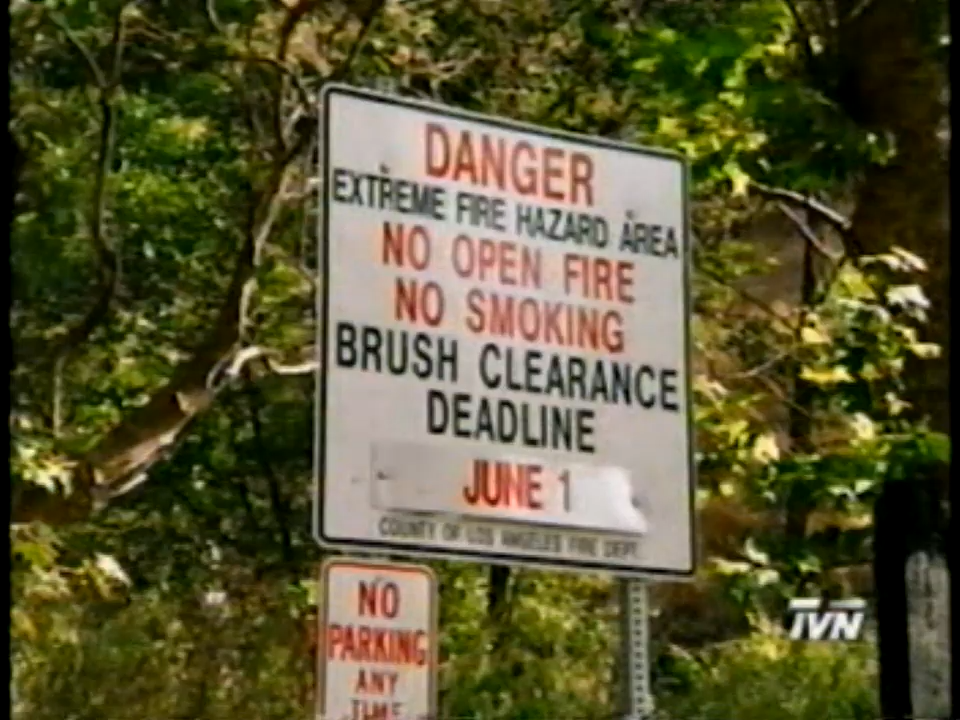 DANGER
EXTREME FIRE HAZARD AREA
NO OPEN FIRE
NO SMOKING
BRUSH CLEARANCE
DEADLINE
JUNE 1
COUNTY OF LOS ANGELES FIRE DEPT.
NO
PARKING
ANY
TIME
TVN